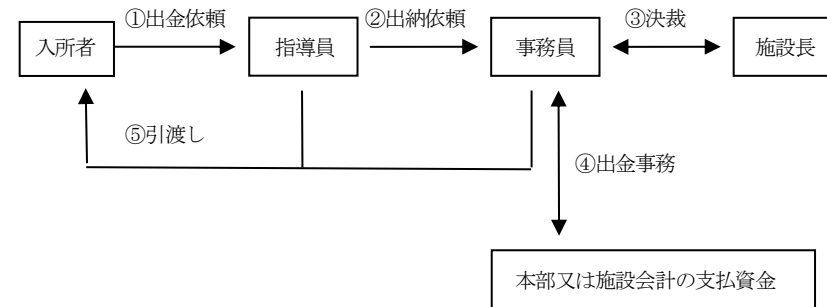 ①出金依頼
②出納依頼
③決裁
入所者
指導員
事務員
施設長
⑤引渡し
④出金事務
本部又は施設会計の支払資金